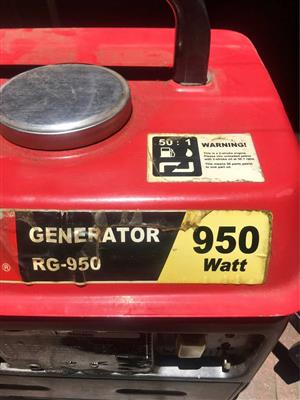 50 : 1
WARNING!
This is a 2-stroke engine.
Please mix unleaded petrol
with 2-stroke oil at 50:1 ratio.
GENERATOR
950
RG-950
Watt
®